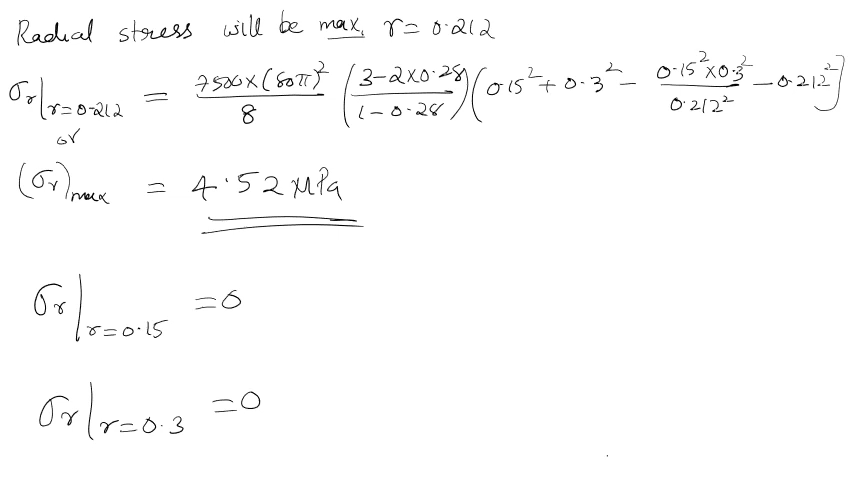 Radial stress will be max. r = 0.212
σr|r=0.212 = 7500×(80π)²/8 (3-2×0.28/1-0.28)(0.15² + 0.3² - 0.15²×0.3²/0.212² - 0.212²)
or
(σr)max = 4.52 MPa
σr|r=0.15 = 0
σr|r=0.3 = 0